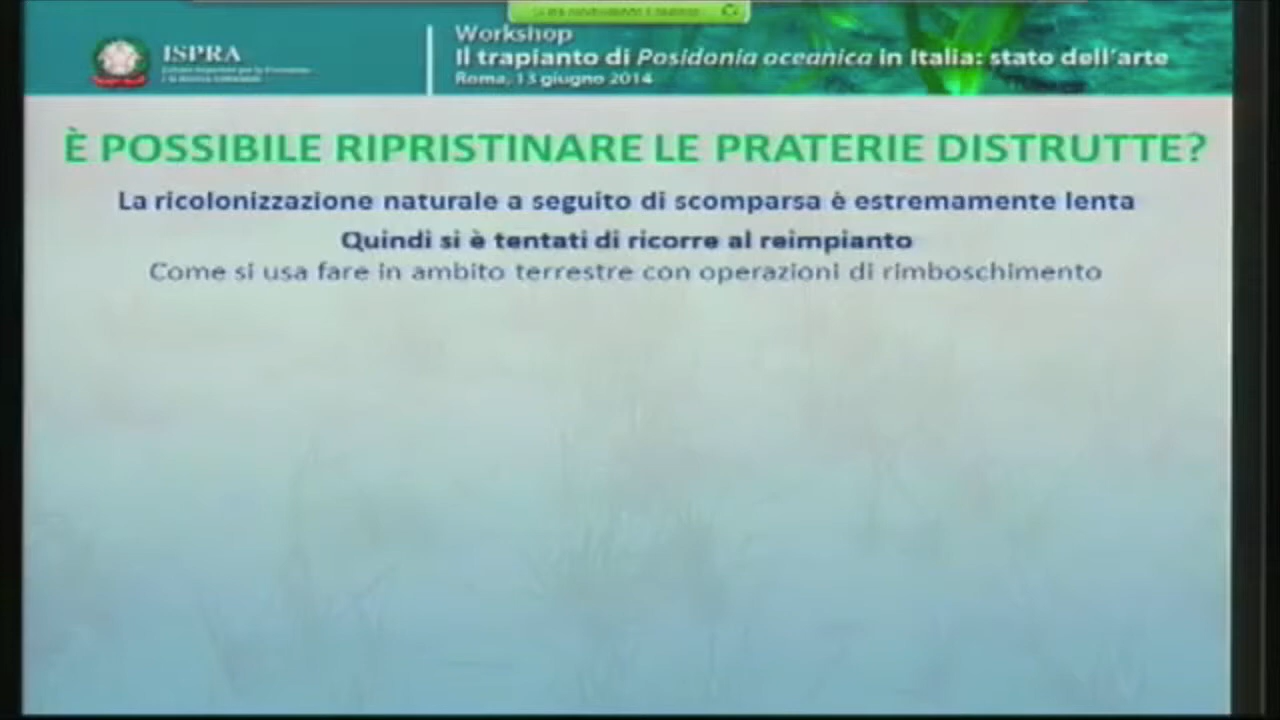 ISPRA
Workshop
Il trapianto di Posidonia oceanica in Italia: stato dell'arte
Roma, 13 giugno 2014
È POSSIBILE RIPRISTINARE LE PRATERIE DISTRUTTE?
La ricolonizzazione naturale a seguito di scomparsa è estremamente lenta
Quindi si è tentati di ricorre al reimpianto
Come si usa fare in ambito terrestre con operazioni di rimboschimento